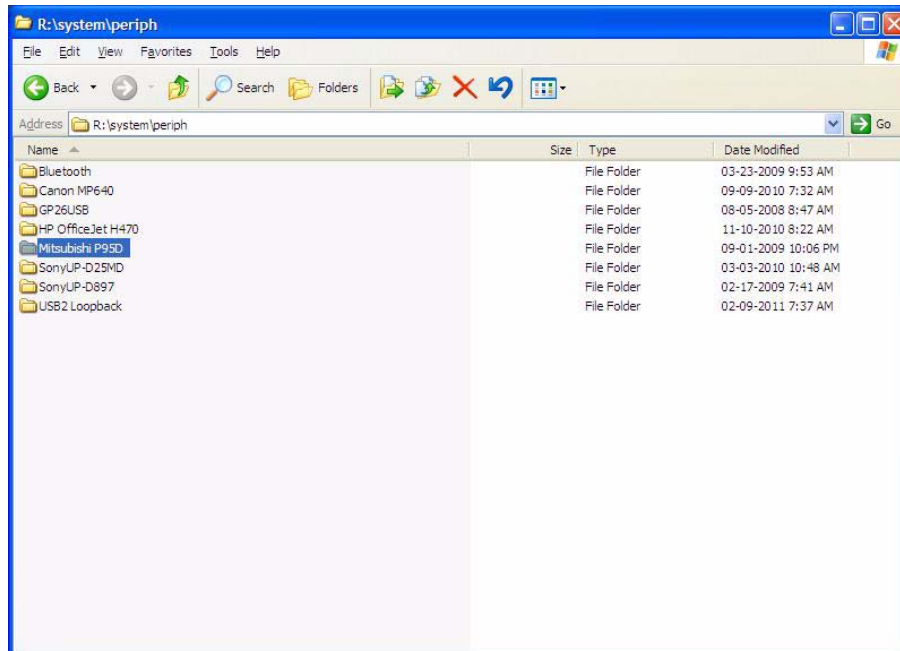 R:\system\periph
File Edit View Favorites Tools Help
Back Search Folders
Address R:\system\periph Go
Name Size Type Date Modified
Bluetooth File Folder 03-23-2009 9:53 AM
Canon MP640 File Folder 09-09-2010 7:32 AM
GP26USB File Folder 08-05-2008 8:47 AM
HP OfficeJet H470 File Folder 11-10-2010 8:22 AM
Mitsubishi P95D File Folder 09-01-2009 10:06 PM
SonyUP-D25MD File Folder 03-03-2010 10:48 AM
SonyUP-D897 File Folder 02-17-2009 7:41 AM
USB2 Loopback File Folder 02-09-2011 7:37 AM